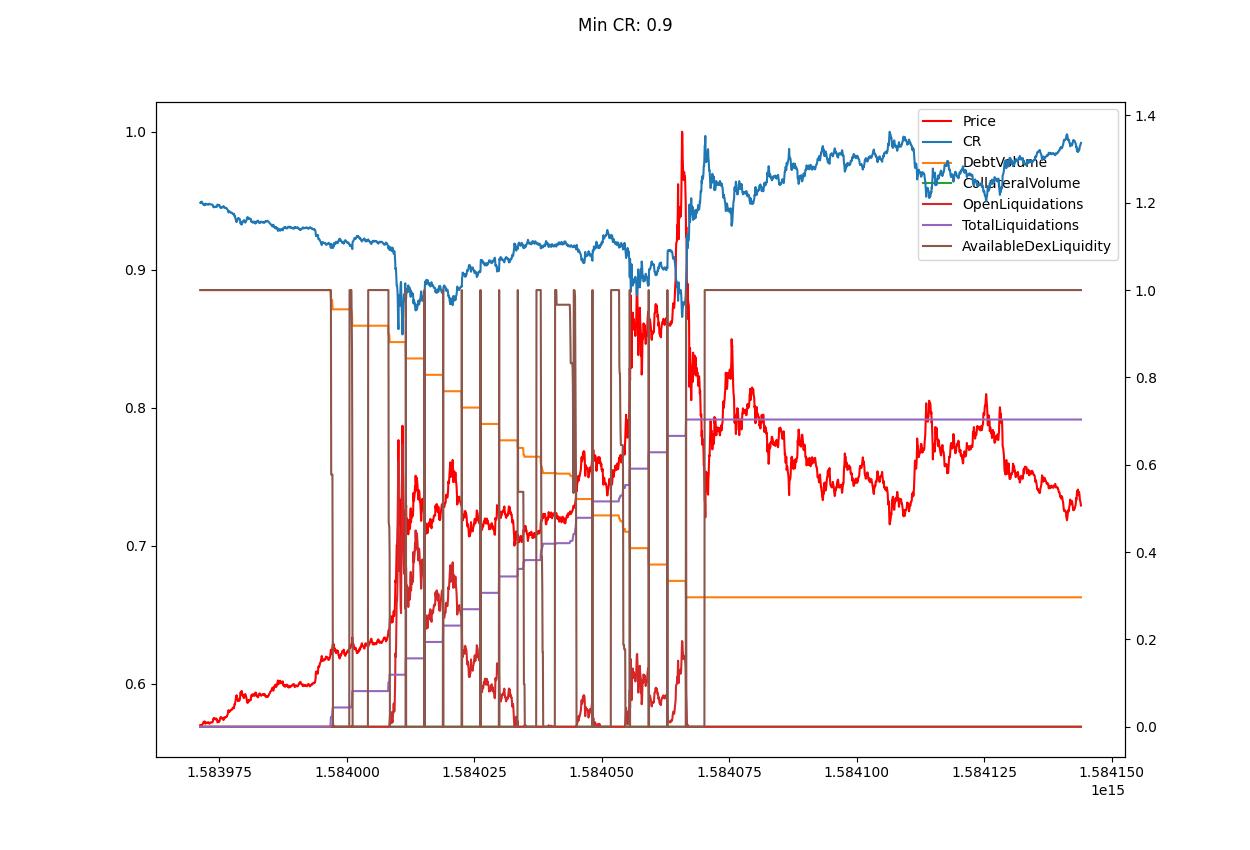 Min CR: 0.9
1.0
0.9
0.8
0.7
0.6
1.4
1.2
1.0
0.8
0.6
0.4
0.2
0.0
Price
CR
DebtVolume
CollateralVolume
OpenLiquidations
TotalLiquidations
AvailableDexLiquidity
1.583975 1.584000 1.584025 1.584050 1.584075 1.584100 1.584125 1.584150
1e15